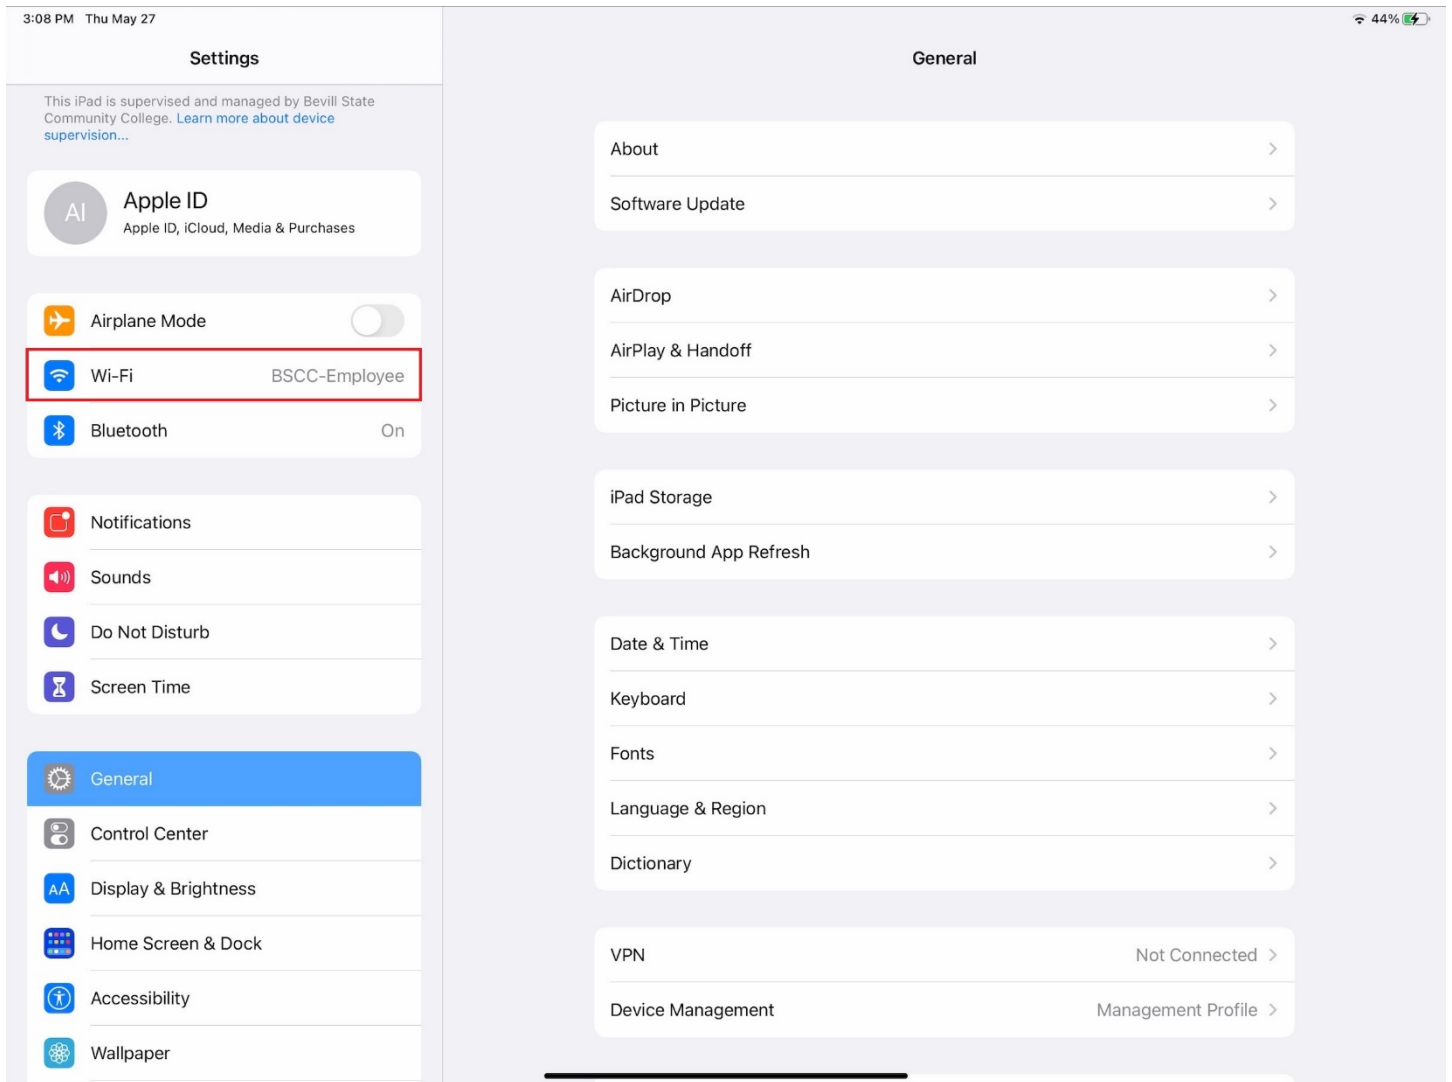 3:08 PM Thu May 27
44%
Settings
This iPad is supervised and managed by Bevill State
Community College. Learn more about device
supervision...
AI
Apple ID
Apple ID, iCloud, Media & Purchases
Airplane Mode
Wi-Fi BSCC-Employee
Bluetooth On
Notifications
Sounds
Do Not Disturb
Screen Time
General
Control Center
AA Display & Brightness
Home Screen & Dock
Accessibility
Wallpaper
General
About
Software Update
AirDrop
AirPlay & Handoff
Picture in Picture
iPad Storage
Background App Refresh
Date & Time
Keyboard
Fonts
Language & Region
Dictionary
VPN Not Connected
Device Management Management Profile